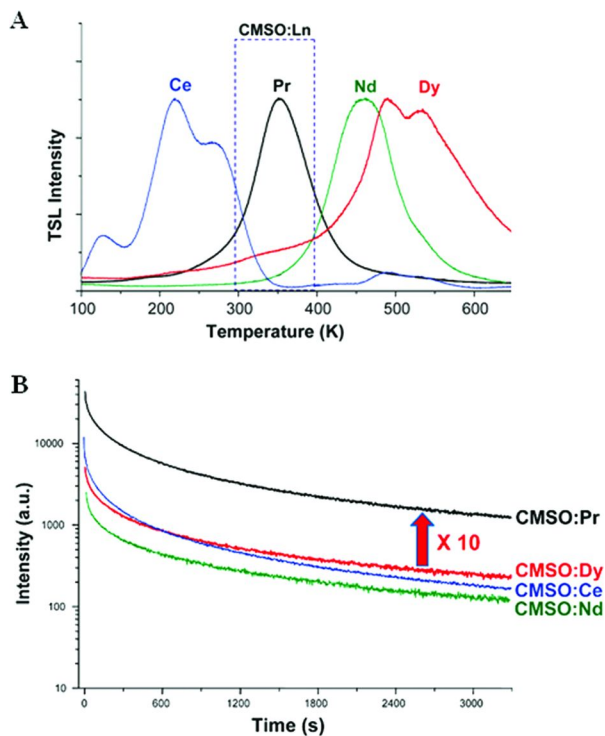 A
CMSO:Ln
Ce
Pr
Nd
Dy
TSL Intensity
100 200 300 400 500 600
Temperature (K)
B
10000
1000
100
10
Intensity (a.u.)
CMSO:Pr
X 10
CMSO:Dy
CMSO:Ce
CMSO:Nd
0 600 1200 1800 2400 3000
Time (s)